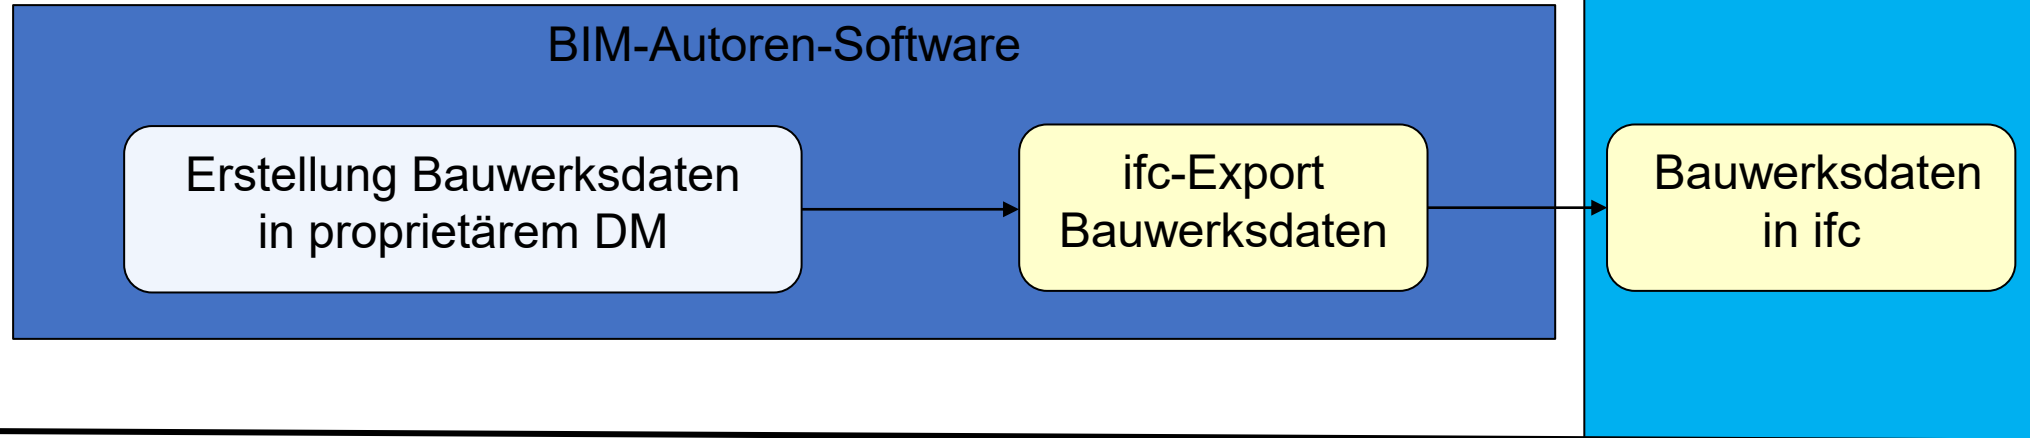 BIM-Autoren-Software
Erstellung Bauwerksdaten
in proprietärem DM
ifc-Export
Bauwerksdaten
Bauwerksdaten
in ifc